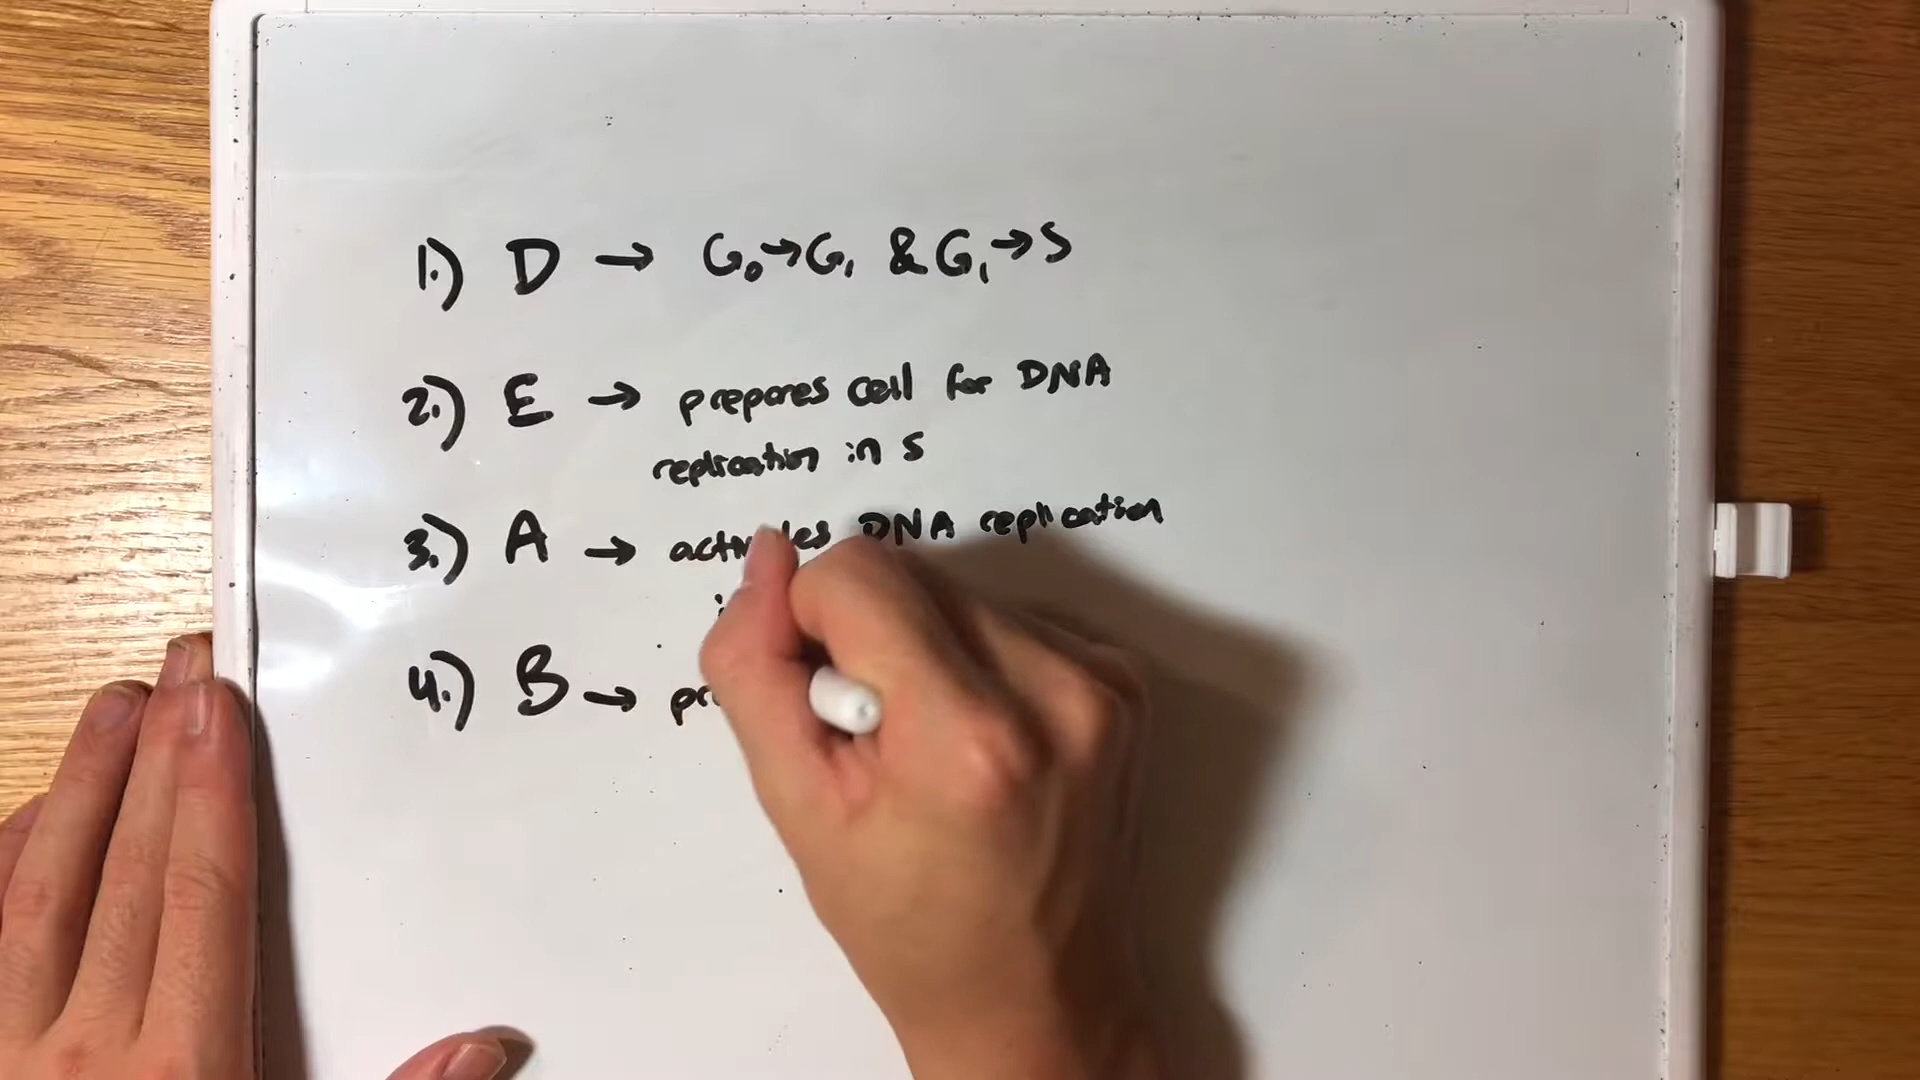 1.) D → G₀→G₁ & G₁→S
2.) E → prepares cell for DNA
replication in S
3.) A → DNA replication
4.) B →